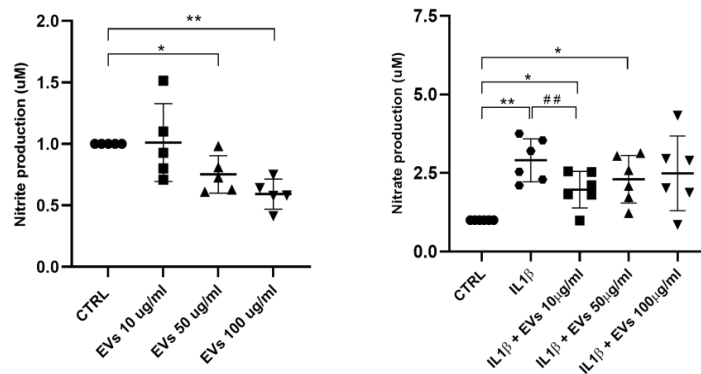 **
*
Nitrite production (uM)
2.0
1.5
1.0
0.5
0.0
CTRL
EVs 10 ug/ml
EVs 50 ug/ml
EVs 100 ug/ml
*
*
**
##
Nitrate production (uM)
7.5
5.0
2.5
0.0
CTRL
IL1β
IL1β + EVs 10μg/ml
IL1β + EVs 50μg/ml
IL1β + EVs 100μg/ml